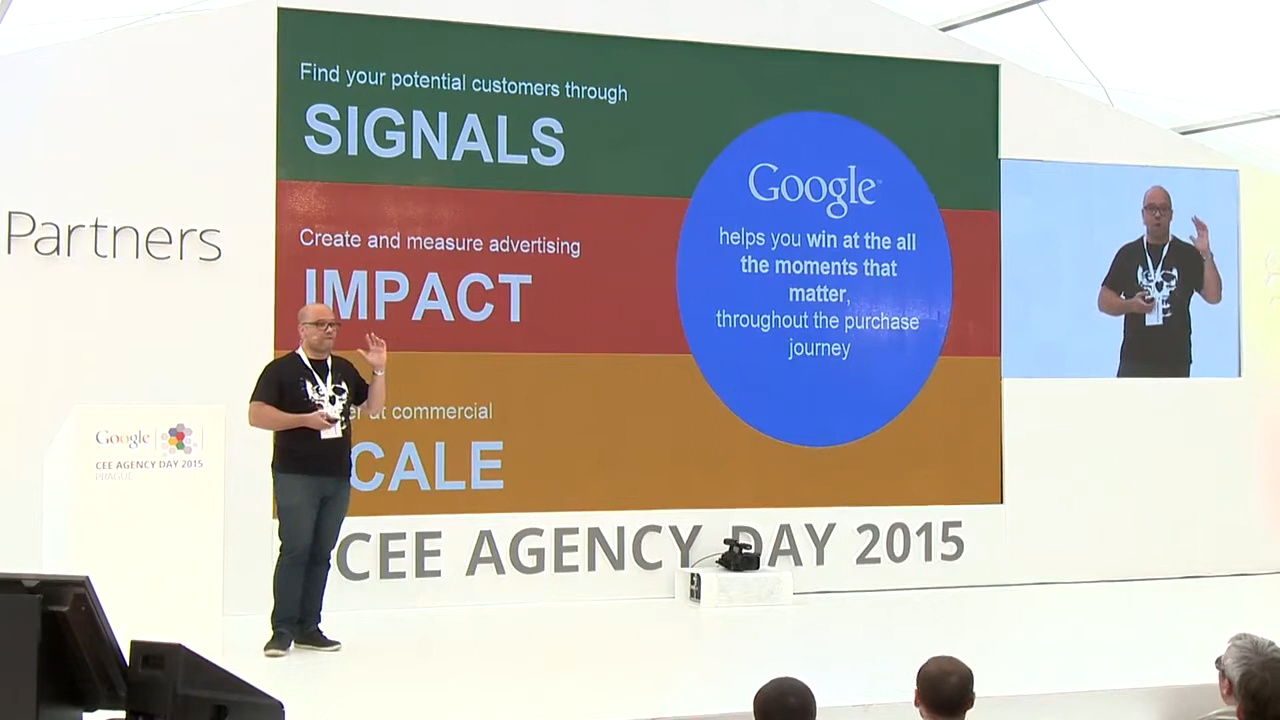 Partners
Find your potential customers through
SIGNALS
Create and measure advertising
IMPACT
at commercial
CALE
Google
helps you win at the all
the moments that
matter,
throughout the purchase
journey
Google
CEE AGENCY DAY 2015
PRAGUE
CEE AGENCY DAY 2015